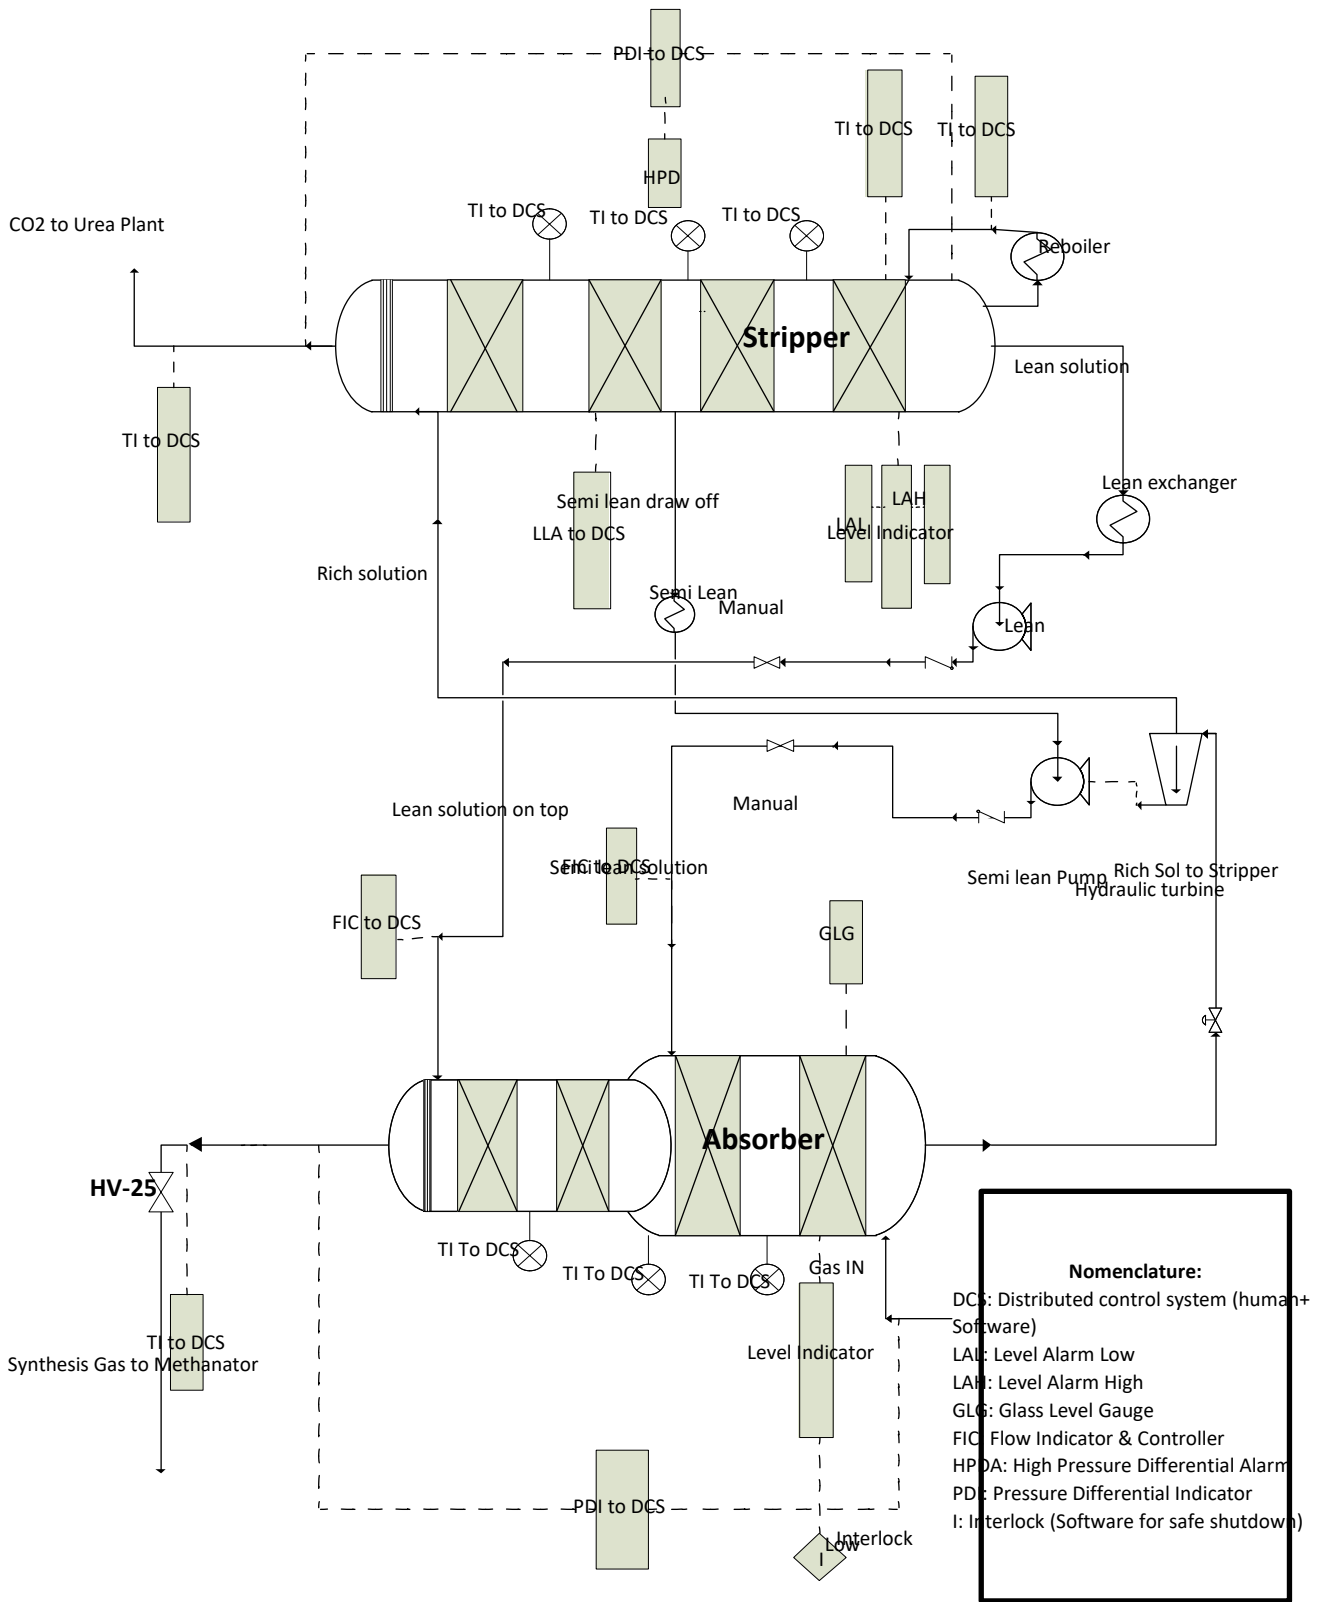 PDI to DCS
TI to DCS
TI to DCS
HPD
TI to DCS
TI to DCS
TI to DCS
CO2 to Urea Plant
Reboiler
Stripper
Lean solution
TI to DCS
Lean exchanger
Semi lean draw off
LAH
LAL
LLA to DCS
Level Indicator
Rich solution
Semi Lean
Manual
Lean
Lean solution on top
Manual
FIC to DCS
Semi lean solution
Rich Sol to Stripper
Semi lean Pump
Hydraulic turbine
FIC to DCS
GLG
Absorber
HV-25
TI To DCS
TI To DCS
TI To DCS
Gas IN
TI to DCS
Synthesis Gas to Methanator
Level Indicator
PDI to DCS
Interlock
Low
I
Nomenclature:
DCS: Distributed control system (human+
Software)
LAL: Level Alarm Low
LAH: Level Alarm High
GLG: Glass Level Gauge
FIC: Flow Indicator & Controller
HPDA: High Pressure Differential Alarm
PDI: Pressure Differential Indicator
I: Interlock (Software for safe shutdown)